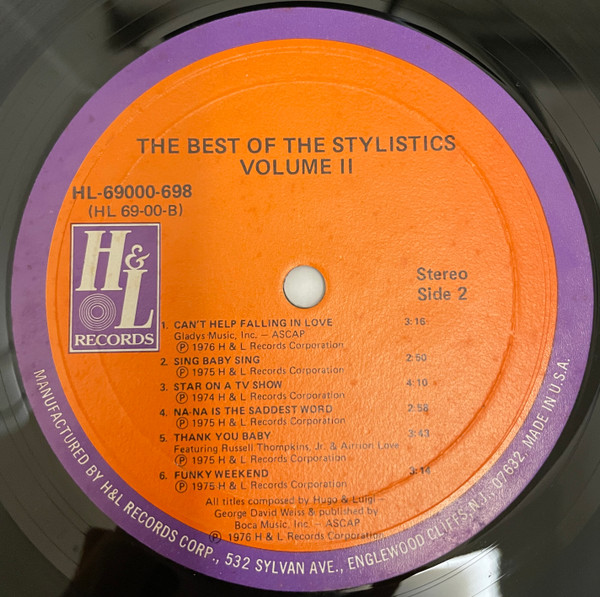 THE BEST OF THE STYLISTICS
VOLUME II
HL-69000-698
(HL 69-00-B)
H&L
RECORDS
Stereo
Side 2
1. CAN'T HELP FALLING IN LOVE 3:16
Gladys Music, Inc. – ASCAP
Ⓟ 1976 H & L Records Corporation
2. SING BABY SING 2:50
Ⓟ 1975 H & L Records Corporation
3. STAR ON A TV SHOW 4:10
Ⓟ 1974 H & L Records Corporation
4. NA-NA IS THE SADDEST WORD 2:58
Ⓟ 1975 H & L Records Corporation
5. THANK YOU BABY 3:43
Featuring Russell Thompkins, Jr. & Airrion Love
Ⓟ 1975 H & L Records Corporation
6. FUNKY WEEKEND 3:14
Ⓟ 1975 H & L Records Corporation
All titles composed by Hugo & Luigi –
George David Weiss & published by
Boca Music, Inc. – ASCAP
Ⓟ 1976 H & L Records Corporation
MANUFACTURED BY H&L RECORDS CORP., 532 SYLVAN AVE., ENGLEWOOD CLIFFS, N.J., 07632, MADE IN U.S.A.